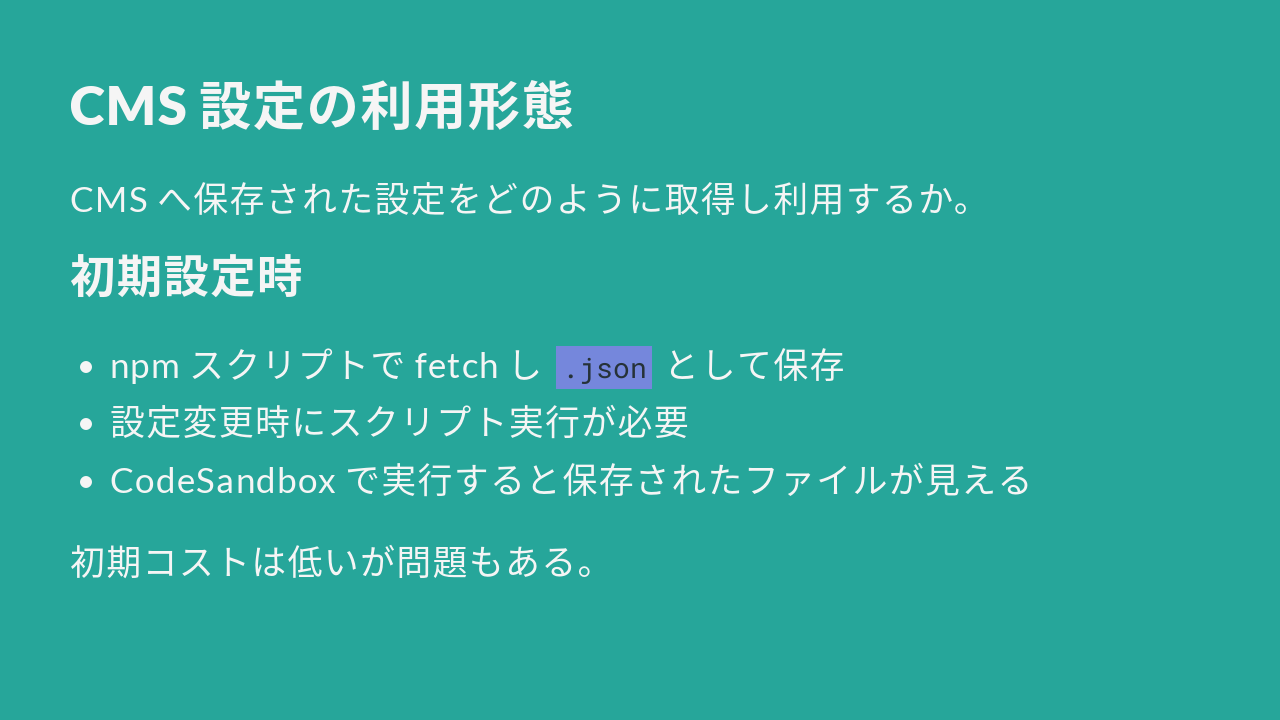 CMS 設定の利用形態
CMS へ保存された設定をどのように取得し利用するか。
初期設定時
• npm スクリプトで fetch し .json として保存
• 設定変更時にスクリプト実行が必要
• CodeSandbox で実行すると保存されたファイルが見える
初期コストは低いが問題もある。